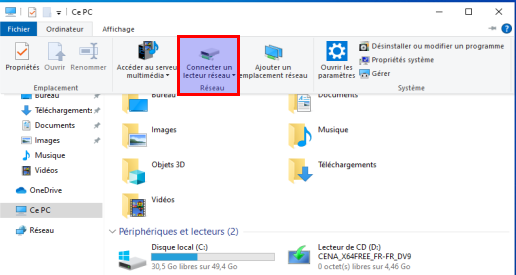 Ce PC
Fichier
Ordinateur
Affichage
Propriétés
Ouvrir
Renommer
Emplacement
Accéder au serveur
multimédia
Connecter un
lecteur réseau
Ajouter un
emplacement réseau
Réseau
Ouvrir les
paramètres
Désinstaller ou modifier un programme
Propriétés système
Gérer
Système
Bureau
Téléchargements
Documents
Images
Musique
Vidéos
OneDrive
Ce PC
Réseau
Bureau
Documents
Images
Musique
Objets 3D
Téléchargements
Vidéos
Périphériques et lecteurs (2)
Disque local (C:)
30,5 Go libres sur 49,4 Go
Lecteur de CD (D:)
CENA_X64FREE_FR-FR_DV9
0 octet(s) libres sur 4,46 Go